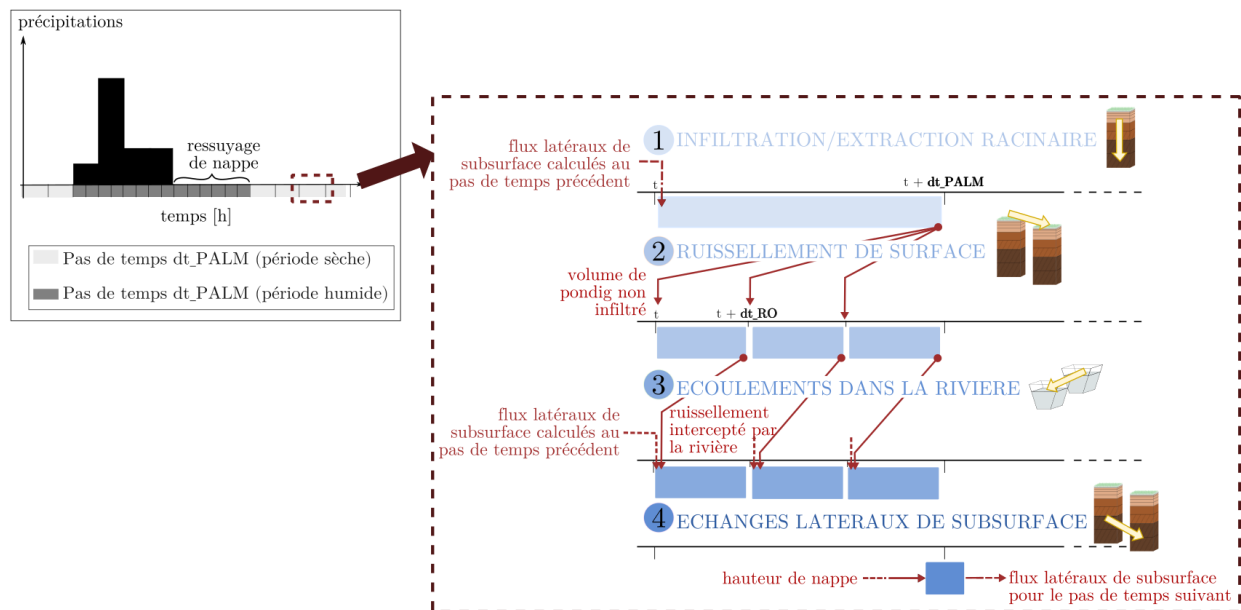 précipitations
ressuyage
de nappe
temps [h]
Pas de temps dt_PALM (période sèche)
Pas de temps dt_PALM (période humide)
1 INFILTRATION/EXTRACTION RACINAIRE
flux latéraux de
subsurface calculés au
pas de temps précédent
t
t + dt_PALM
2 RUISSELLEMENT DE SURFACE
volume de
pondig non
infiltré
t
t + dt_RO
3 ECOULEMENTS DANS LA RIVIERE
flux latéraux de
subsurface calculés au
pas de temps précédent
ruissellement
intercepté par
la rivière
4 ECHANGES LATERAUX DE SUBSURFACE
hauteur de nappe
flux latéraux de subsurface
pour le pas de temps suivant